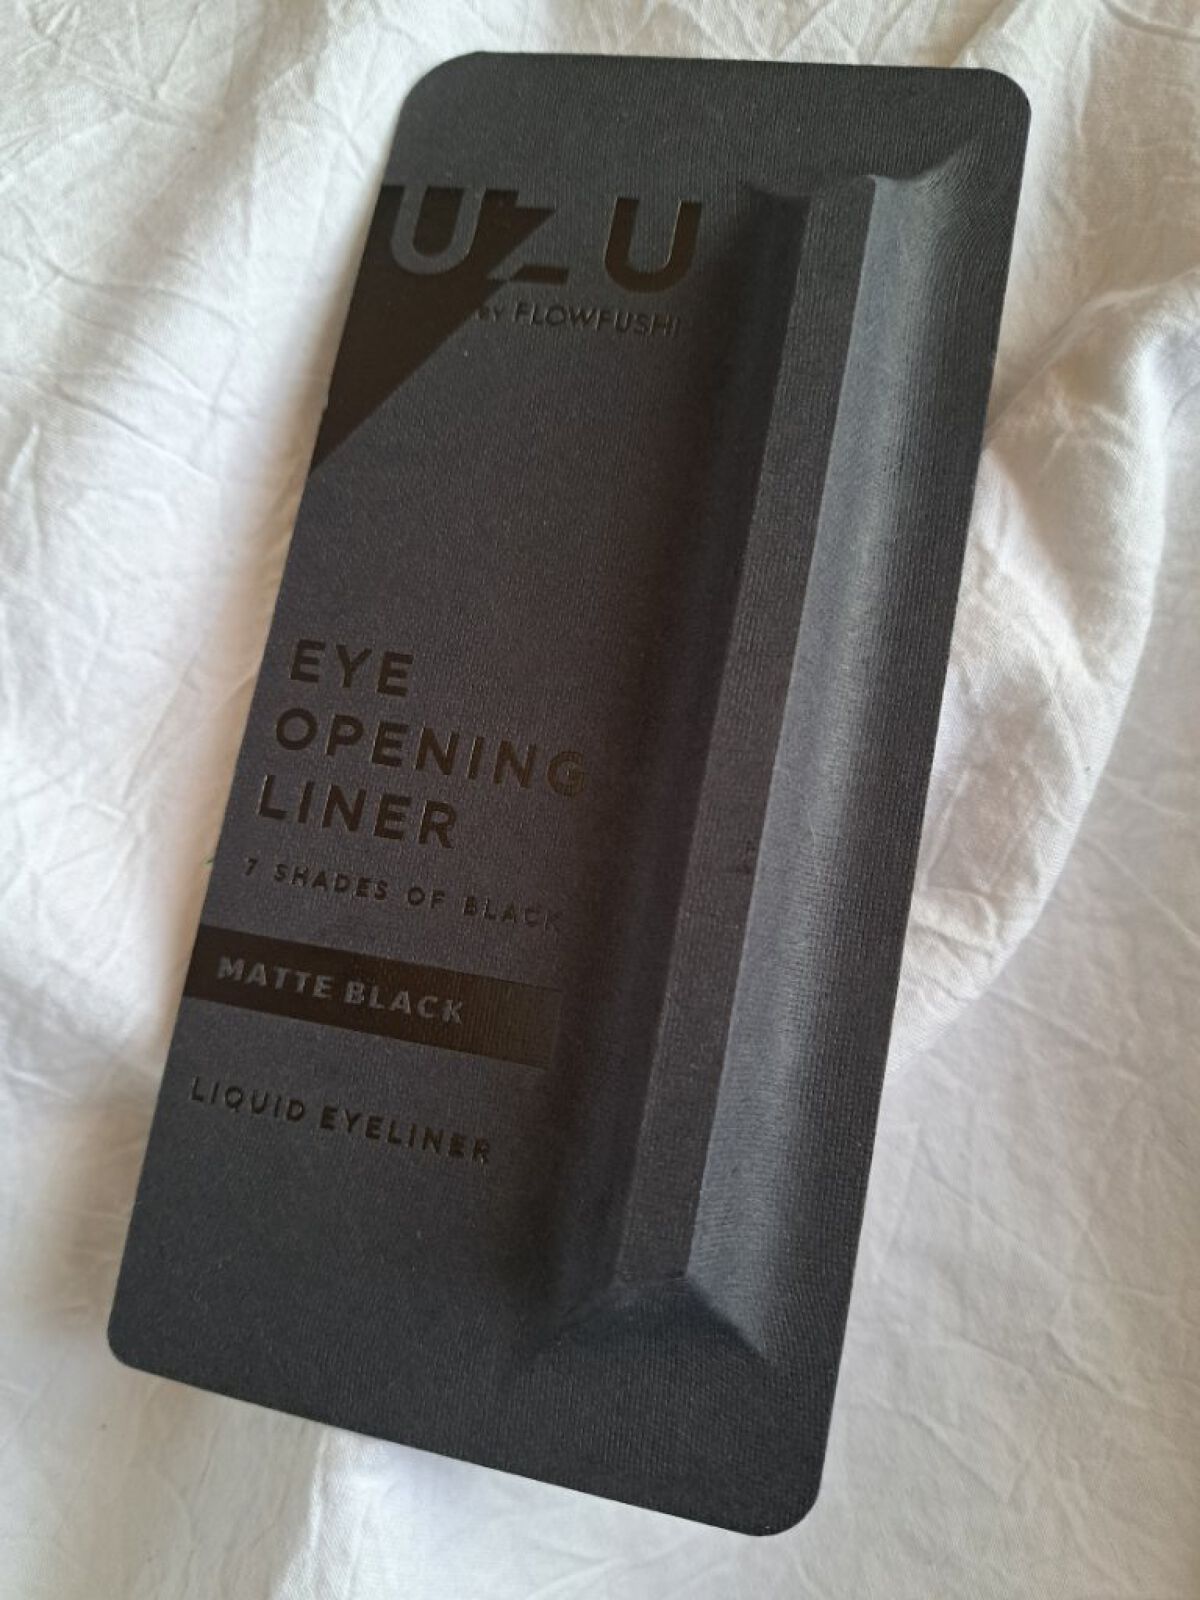 UZU
BY FLOWFUSHI
EYE
OPENING
LINER
7 SHADES OF BLACK
MATTE BLACK
LIQUID EYELINER